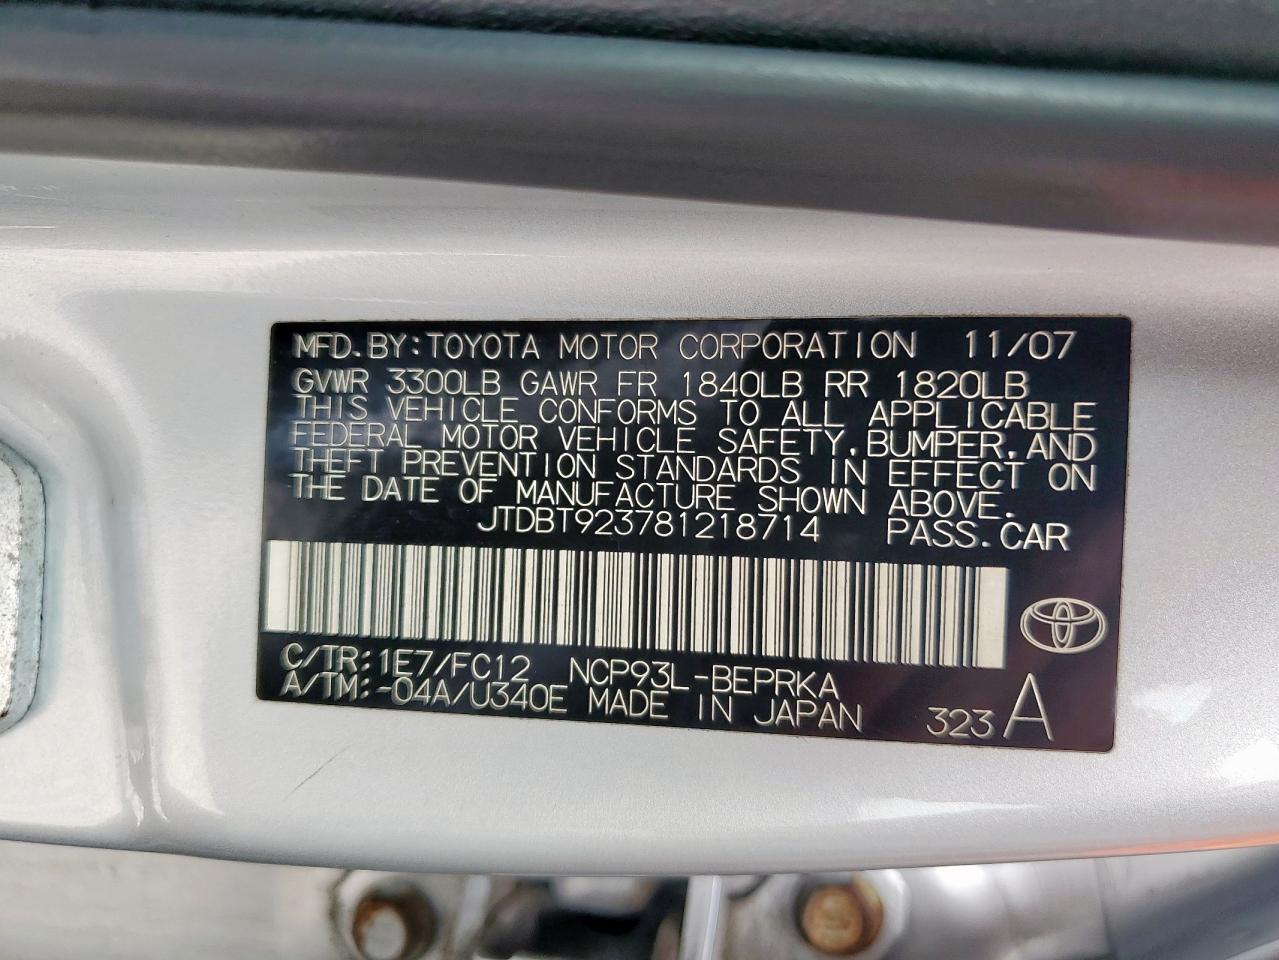 MFD.BY:TOYOTA MOTOR CORPORATION 11/07
GVWR 3300LB GAWR FR 1840LB RR 1820LB
THIS VEHICLE CONFORMS TO ALL APPLICABLE
FEDERAL MOTOR VEHICLE SAFETY,BUMPER,AND
THEFT PREVENTION STANDARDS IN EFFECT ON
THE DATE OF MANUFACTURE SHOWN ABOVE.
JTDBT923781218714 PASS.CAR
C/TR:1E7/FC12 NCP93L-BEPRKA
A/TM:-04A/U340E MADE IN JAPAN 323 A